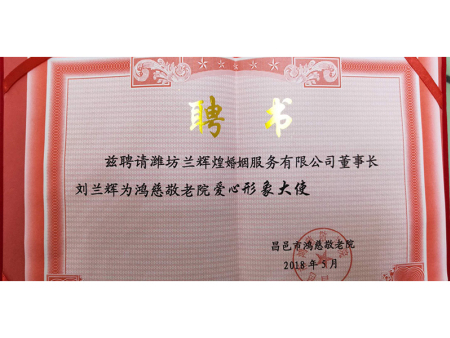 聘书
兹聘请潍坊兰辉煌婚姻服务有限公司董事长
刘兰辉为鸿慈敬老院爱心形象大使
昌邑市鸿慈敬老院
2018年5月